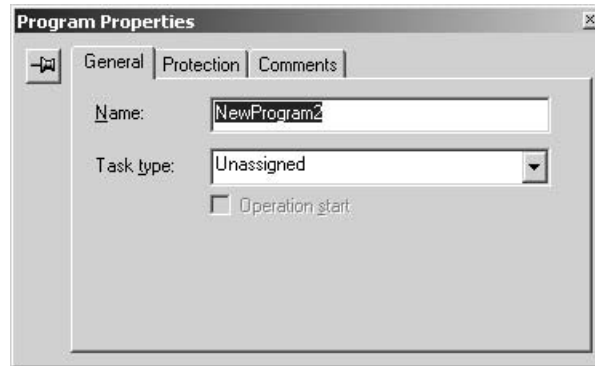 Program Properties
General Protection Comments
Name: NewProgram2
Task type: Unassigned
Operation start